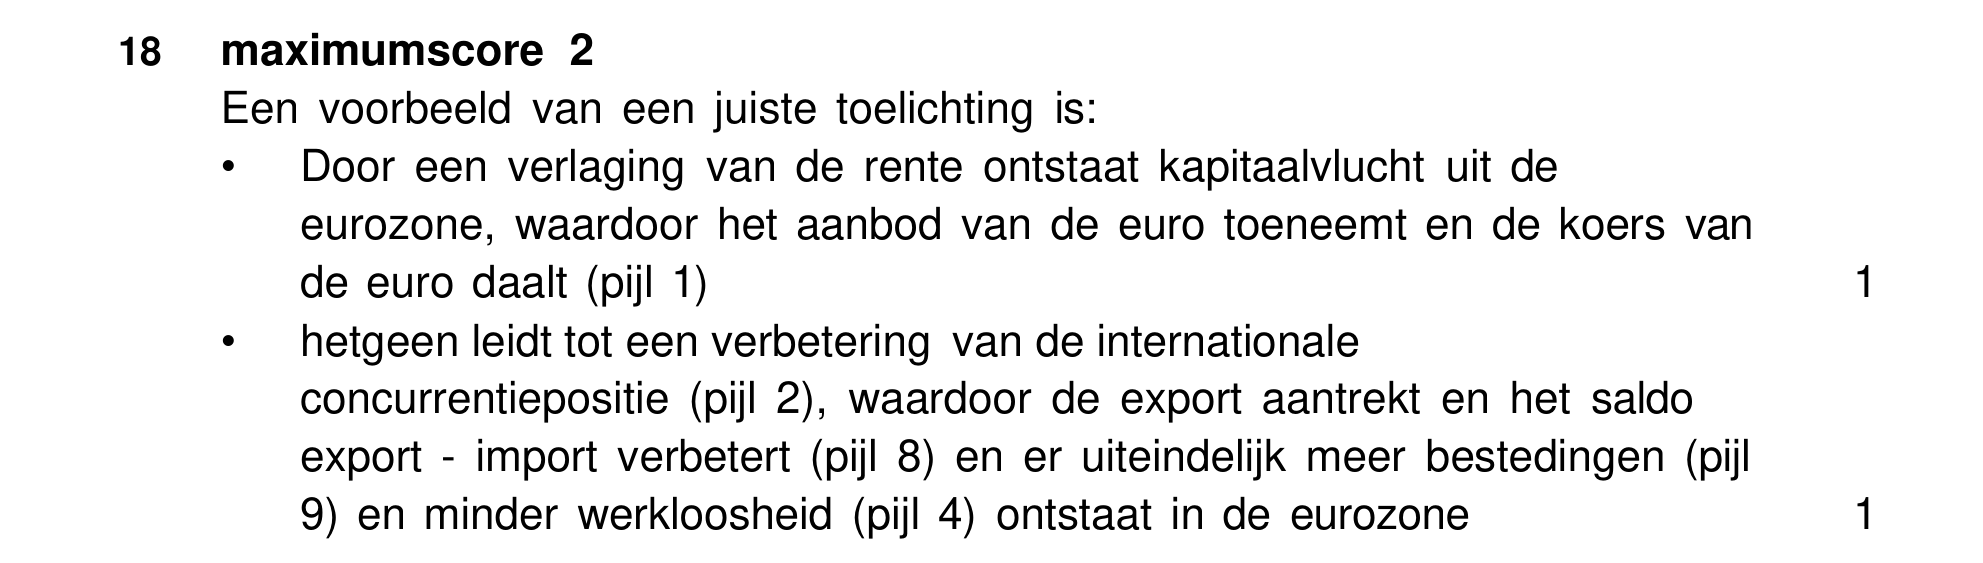 18 maximumscore 2
Een voorbeeld van een juiste toelichting is:
• Door een verlaging van de rente ontstaat kapitaalvlucht uit de
eurozone, waardoor het aanbod van de euro toeneemt en de koers van
de euro daalt (pijl 1) 1
• hetgeen leidt tot een verbetering van de internationale
concurrentiepositie (pijl 2), waardoor de export aantrekt en het saldo
export - import verbetert (pijl 8) en er uiteindelijk meer bestedingen (pijl
9) en minder werkloosheid (pijl 4) ontstaat in de eurozone 1